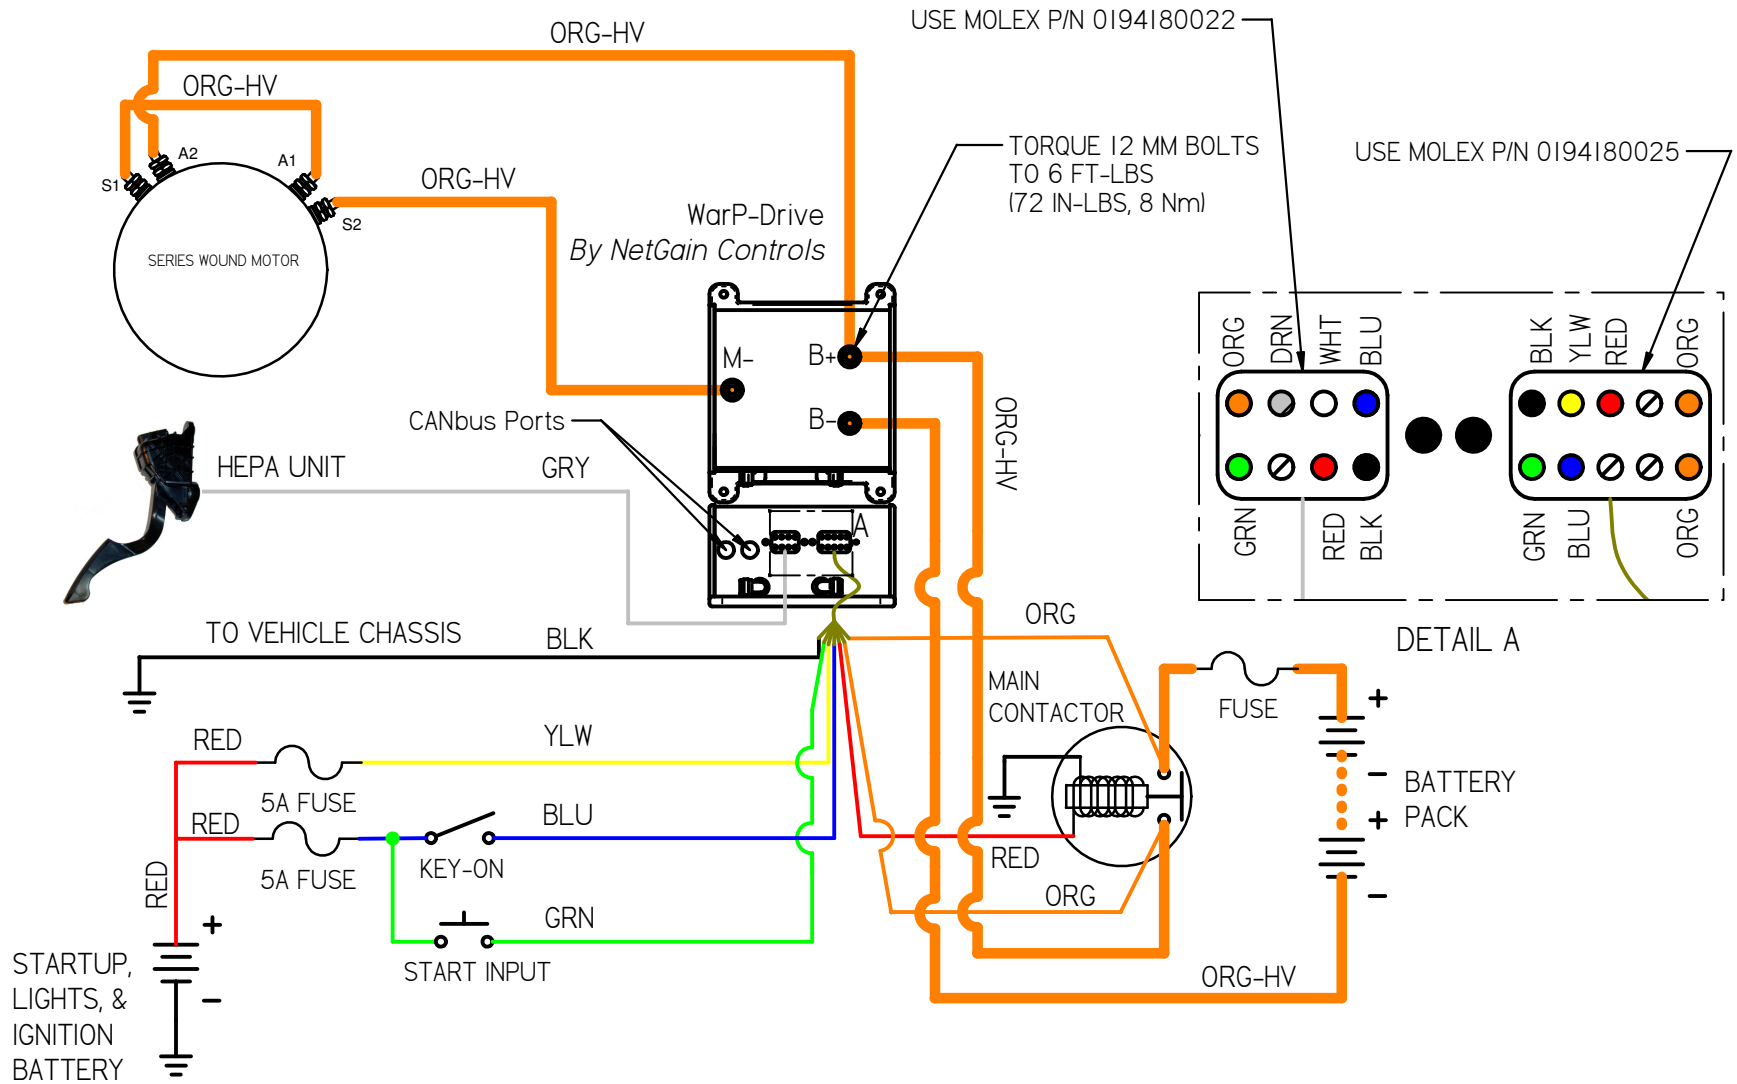 USE MOLEX P/N 0194180022
ORG-HV
ORG-HV
TORQUE 12 MM BOLTS
TO 6 FT-LBS
(72 IN-LBS, 8 Nm)
USE MOLEX P/N 0194180025
A2
A1
S1
S2
ORG-HV
SERIES WOUND MOTOR
WarP-Drive
By NetGain Controls
M-
B+
B-
ORG-HV
CANbus Ports
HEPA UNIT
GRY
A
ORG
DRN
WHT
BLU
BLK
YLW
RED
ORG
GRN
RED
BLK
GRN
BLU
ORG
DETAIL A
TO VEHICLE CHASSIS
BLK
ORG
MAIN
CONTACTOR
FUSE
+
-
+
-
BATTERY
PACK
RED
YLW
5A FUSE
RED
BLU
KEY-ON
5A FUSE
RED
RED
ORG
GRN
START INPUT
ORG-HV
+
-
STARTUP,
LIGHTS, &
IGNITION
BATTERY